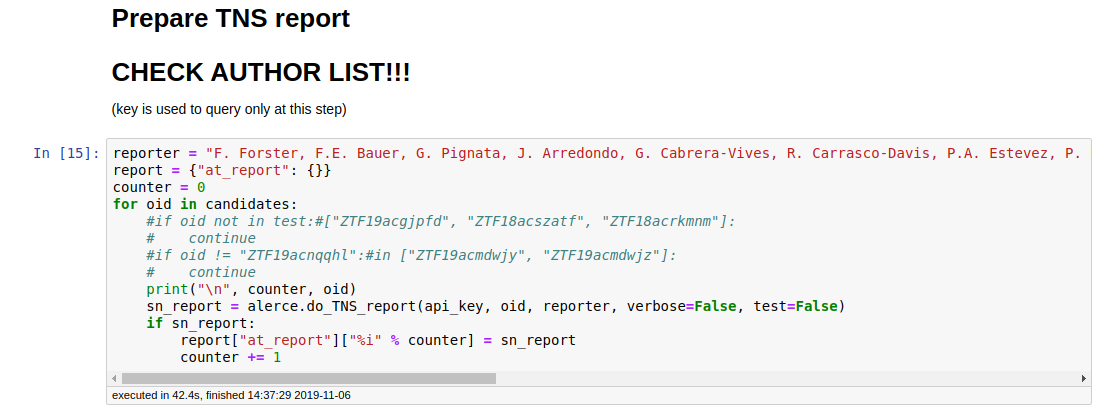 Prepare TNS report
CHECK AUTHOR LIST!!!
(key is used to query only at this step)
In [15]:
reporter = "F. Forster, F.E. Bauer, G. Pignata, J. Arredondo, G. Cabrera-Vives, R. Carrasco-Davis, P.A. Estevez, P.
report = {"at_report": {}}
counter = 0
for oid in candidates:
    #if oid not in test:#["ZTF19acgjpfd", "ZTF18acszatf", "ZTF18acrkmnm"]:
    #    continue
    #if oid != "ZTF19acnqqhl":#in ["ZTF19acmdwjy", "ZTF19acmdwjz"]:
    #    continue
    print("\n", counter, oid)
    sn_report = alerce.do_TNS_report(api_key, oid, reporter, verbose=False, test=False)
    if sn_report:
        report["at_report"]["%i" % counter] = sn_report
        counter += 1
executed in 42.4s, finished 14:37:29 2019-11-06